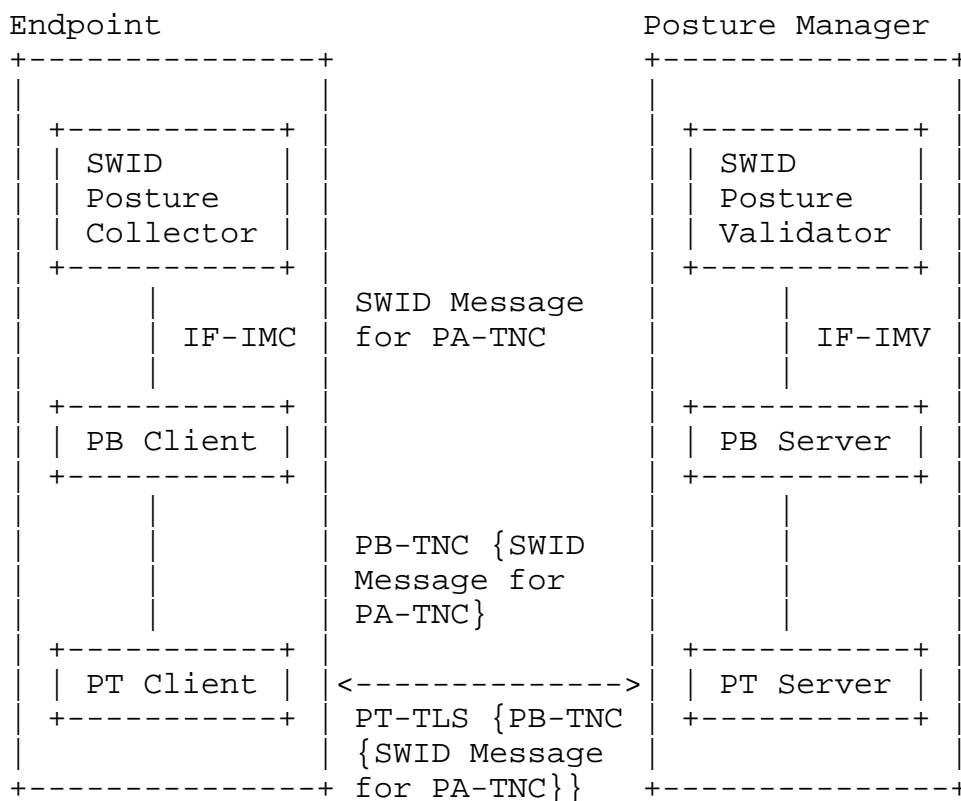 Endpoint Posture Manager
SWID SWID
Posture Posture
Collector Validator
SWID Message
IF-IMC for PA-TNC IF-IMV
PB Client PB Server
PB-TNC {SWID
Message for
PA-TNC}
PT Client <--------------> PT Server
PT-TLS {PB-TNC
{SWID Message
for PA-TNC}}